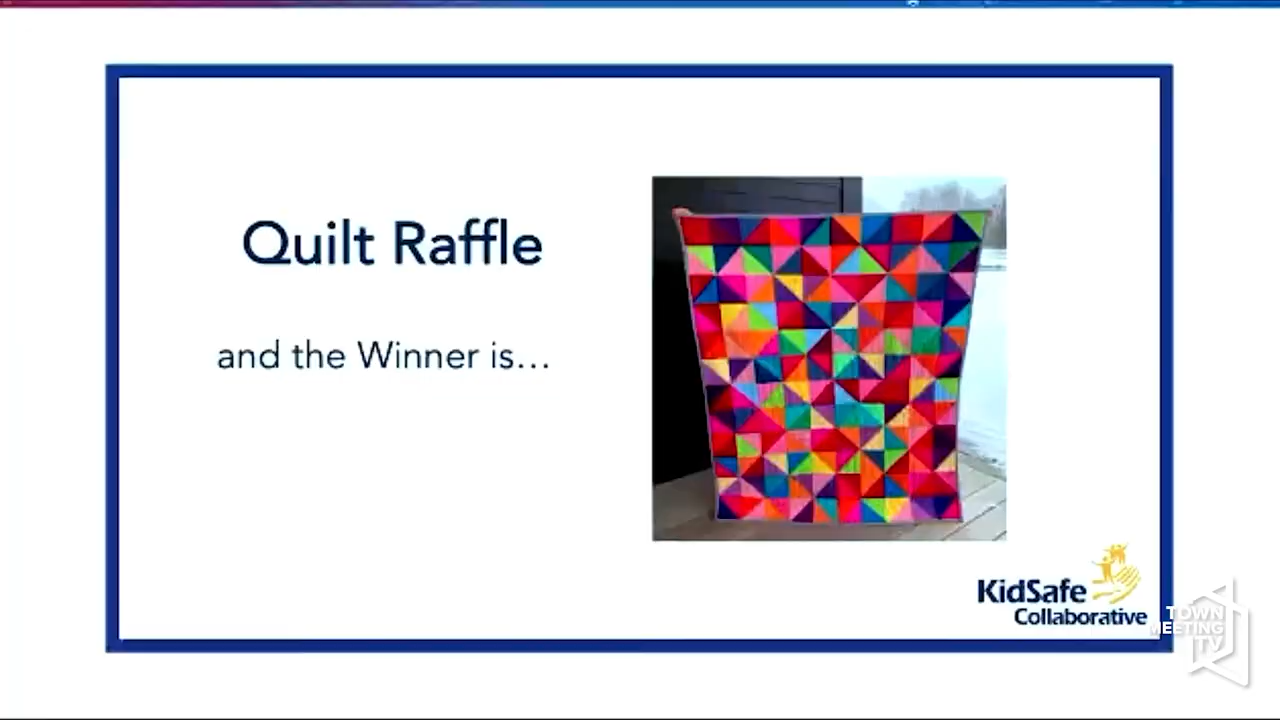 Quilt Raffle
and the Winner is...
KidSafe
Collaborative
TOWN
MEETING
TV